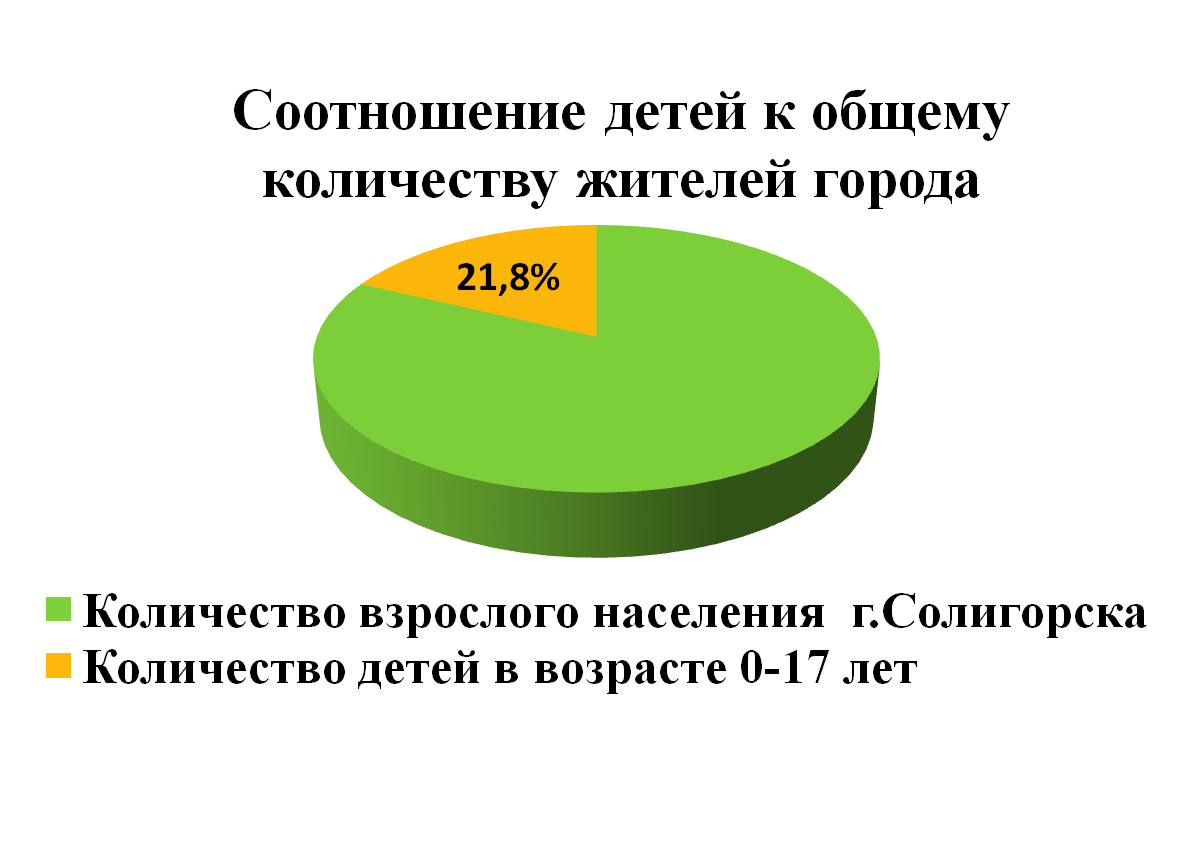 Соотношение детей к общему
количеству жителей города
21,8%
Количество взрослого населения г.Солигорска
Количество детей в возрасте 0-17 лет